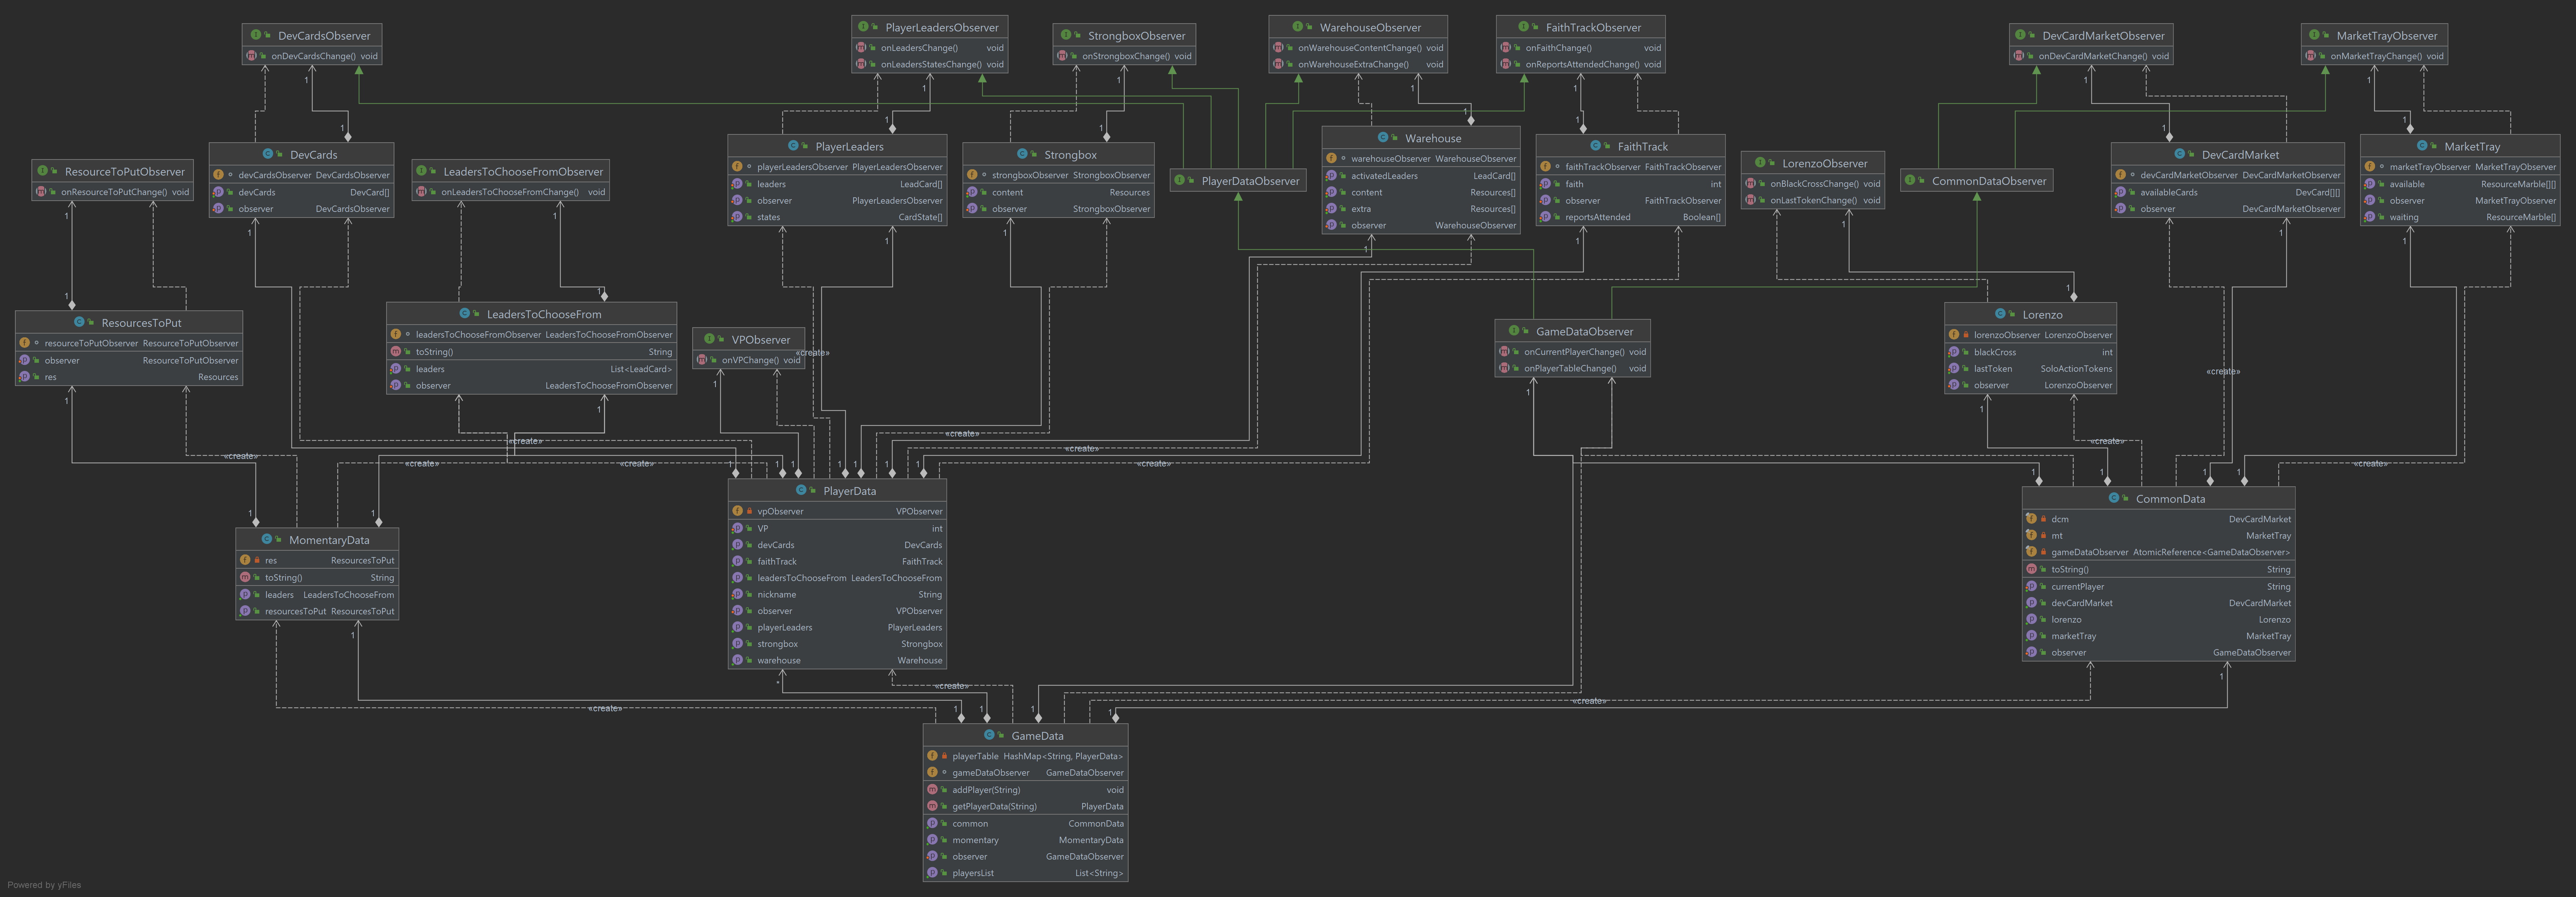 DevCardsObserver
onDevCardsChange() void
PlayerLeadersObserver
onLeadersChange() void
onLeadersStatesChange() void
StrongboxObserver
onStrongboxChange() void
WarehouseObserver
onWarehouseContentChange() void
onWarehouseExtraChange() void
FaithTrackObserver
onFaithChange() void
onReportsAttendedChange() void
DevCardMarketObserver
onDevCardMarketChange() void
MarketTrayObserver
onMarketTrayChange() void
ResourceToPutObserver
onResourceToPutChange() void
DevCards
devCardsObserver DevCardsObserver
devCards DevCard[]
observer DevCardsObserver
LeadersToChooseFromObserver
onLeadersToChooseFromChange() void
PlayerLeaders
playerLeadersObserver PlayerLeadersObserver
leaders LeadCard[]
observer PlayerLeadersObserver
states CardState[]
Strongbox
strongboxObserver StrongboxObserver
content Resources
observer StrongboxObserver
PlayerDataObserver
Warehouse
warehouseObserver WarehouseObserver
activatedLeaders LeadCard[]
content Resources[]
extra Resources[]
observer WarehouseObserver
FaithTrack
faithTrackObserver FaithTrackObserver
faith int
observer FaithTrackObserver
reportsAttended Boolean[]
LorenzoObserver
onBlackCrossChange() void
onLastTokenChange() void
CommonDataObserver
DevCardMarket
devCardMarketObserver DevCardMarketObserver
availableCards DevCard[][]
observer DevCardMarketObserver
MarketTray
marketTrayObserver MarketTrayObserver
available ResourceMarble[][]
observer MarketTrayObserver
waiting ResourceMarble[]
ResourcesToPut
resourceToPutObserver ResourceToPutObserver
observer ResourceToPutObserver
res Resources
LeadersToChooseFrom
leadersToChooseFromObserver LeadersToChooseFromObserver
toString() String
leaders List<LeadCard>
observer LeadersToChooseFromObserver
VPObserver
onVPChange() void
«create»
GameDataObserver
onCurrentPlayerChange() void
onPlayerTableChange() void
Lorenzo
lorenzoObserver LorenzoObserver
blackCross int
lastToken SoloActionTokens
observer LorenzoObserver
«create»
«create»
«create»
«create»
«create»
«create»
«create»
«create»
«create»
«create»
PlayerData
vpObserver VPObserver
VP int
devCards DevCards
faithTrack FaithTrack
leadersToChooseFrom LeadersToChooseFrom
nickname String
observer VPObserver
playerLeaders PlayerLeaders
strongbox Strongbox
warehouse Warehouse
CommonData
dcm DevCardMarket
mt MarketTray
gameDataObserver AtomicReference<GameDataObserver>
toString() String
currentPlayer String
devCardMarket DevCardMarket
lorenzo Lorenzo
marketTray MarketTray
observer GameDataObserver
MomentaryData
res ResourcesToPut
toString() String
leaders LeadersToChooseFrom
resourcesToPut ResourcesToPut
«create»
«create»
«create»
GameData
playerTable HashMap<String, PlayerData>
gameDataObserver GameDataObserver
addPlayer(String) void
getPlayerData(String) PlayerData
common CommonData
momentary MomentaryData
observer GameDataObserver
playersList List<String>
Powered by yFiles